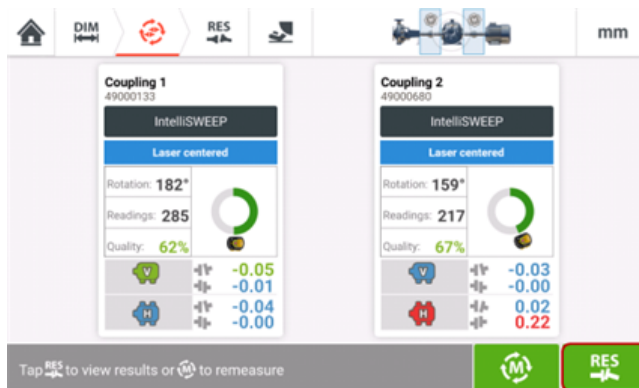 DIM
RES
mm
Coupling 1
49000133
IntelliSWEEP
Laser centered
Rotation: 182°
Readings: 285
Quality: 62%
V
-0.05
-0.01
H
-0.04
-0.00
Coupling 2
49000680
IntelliSWEEP
Laser centered
Rotation: 159°
Readings: 217
Quality: 67%
V
-0.03
-0.00
H
0.02
0.22
Tap RES to view results or M to remeasure
M
RES